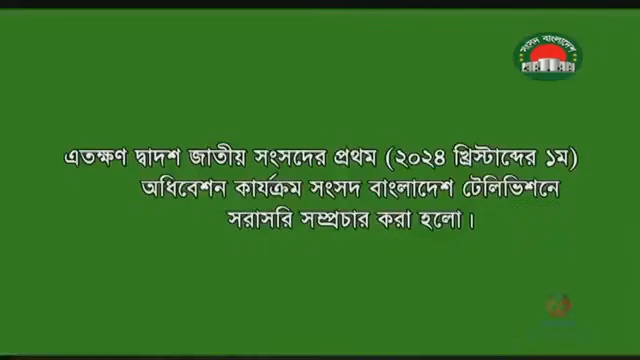 সংসদ বাংলাদেশ
এতক্ষণ দ্বাদশ জাতীয় সংসদের প্রথম (২০২৪ খ্রিস্টাব্দের ১ম)
অধিবেশন কার্যক্রম সংসদ বাংলাদেশ টেলিভিশনে
সরাসরি সম্প্রচার করা হলো।